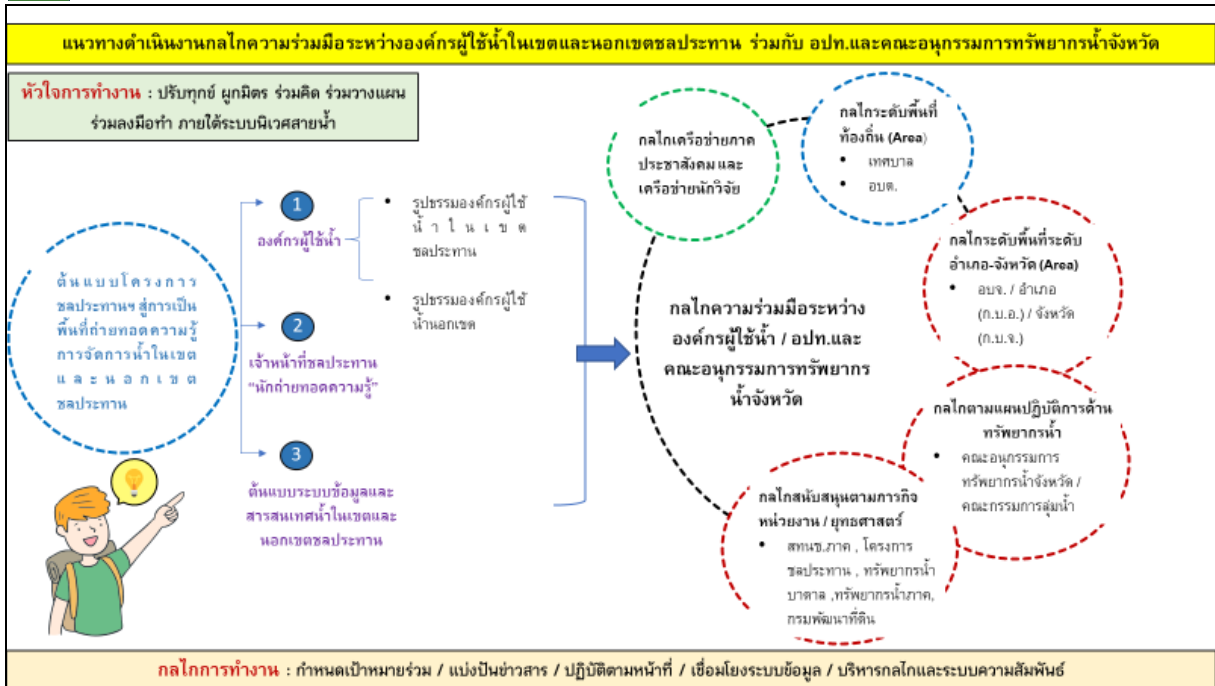 แนวทางดำเนินงานกลไกความร่วมมือระหว่างองค์กรผู้ใช้น้ำในเขตและนอกเขตชลประทาน ร่วมกับ อปท.และคณะอนุกรรมการทรัพยากรน้ำจังหวัด
หัวใจการทำงาน : ปรับทุกข์ ผูกมิตร ร่วมคิด ร่วมวางแผน
ร่วมลงมือทำ ภายใต้ระบบนิเวศสายน้ำ
ต้นแบบโครงการ
ชลประทานฯ สู่การเป็น
พื้นที่ถ่ายทอดความรู้
การจัดการน้ำในเขต
และนอกเขต
ชลประทาน
1
องค์กรผู้ใช้น้ำ
• รูปธรรมองค์กรผู้ใช้
น้ำในเขต
ชลประทาน
• รูปธรรมองค์กรผู้ใช้
น้ำนอกเขต
2
เจ้าหน้าที่ชลประทาน
“นักถ่ายทอดความรู้”
3
ต้นแบบระบบข้อมูลและ
สารสนเทศน้ำในเขตและ
นอกเขตชลประทาน
กลไกความร่วมมือระหว่าง
องค์กรผู้ใช้น้ำ / อปท.และ
คณะอนุกรรมการทรัพยากร
น้ำจังหวัด
กลไกเครือข่ายภาค
ประชาสังคม และ
เครือข่ายนักวิจัย
กลไกระดับพื้นที่
ท้องถิ่น (Area)
• เทศบาล
• อบต.
กลไกระดับพื้นที่ระดับ
อำเภอ-จังหวัด (Area)
• อบจ. / อำเภอ
(ก.บ.อ.) / จังหวัด
(ก.บ.จ.)
กลไกตามแผนปฏิบัติการด้าน
ทรัพยากรน้ำ
• คณะอนุกรรมการ
ทรัพยากรน้ำจังหวัด /
คณะกรรมการลุ่มน้ำ
กลไกสนับสนุนตามภารกิจ
หน่วยงาน / ยุทธศาสตร์
• สทนช.ภาค , โครงการ
ชลประทาน , ทรัพยากรน้ำ
บาดาล ,ทรัพยากรน้ำภาค,
กรมพัฒนาที่ดิน
กลไกการทำงาน : กำหนดเป้าหมายร่วม / แบ่งปันข่าวสาร / ปฏิบัติตามหน้าที่ / เชื่อมโยงระบบข้อมูล / บริหารกลไกและระบบความสัมพันธ์